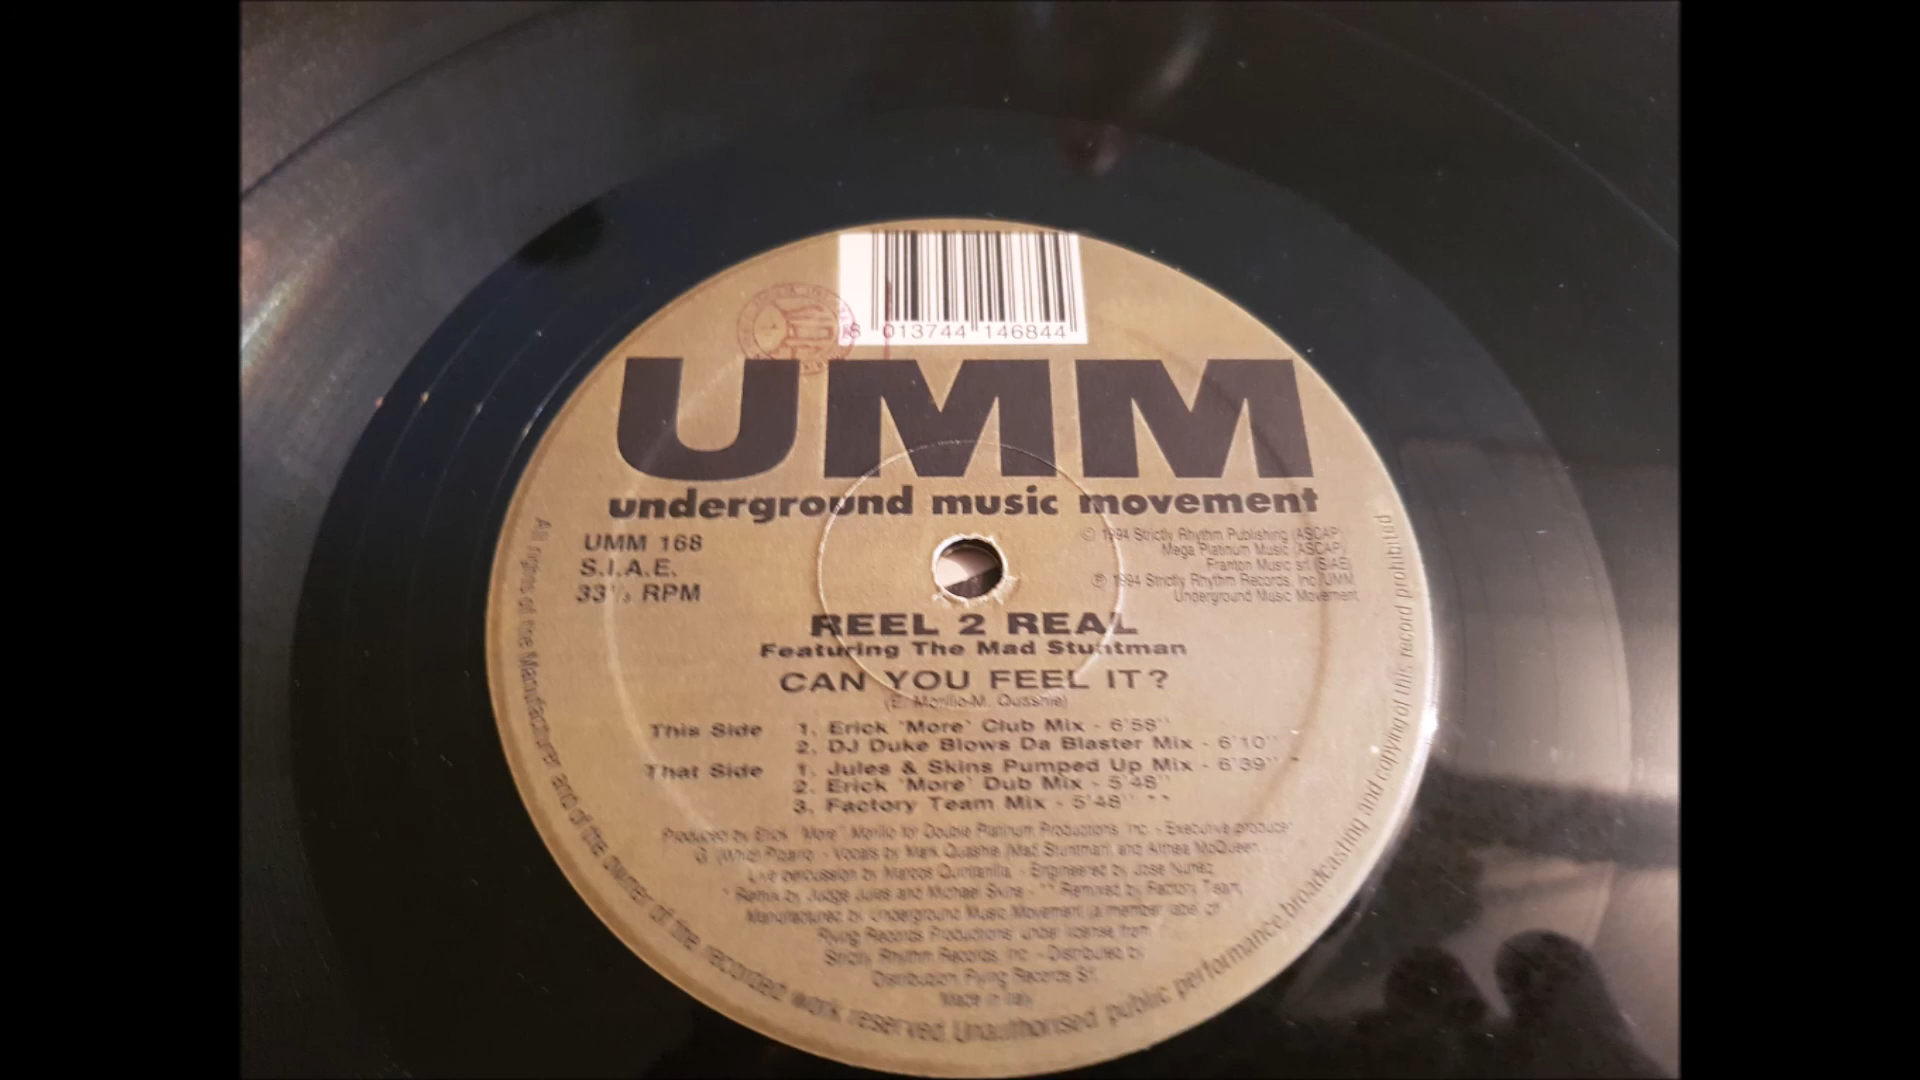 8 013744 146844
UMM
underground music movement
UMM 168
S.I.A.E.
33⅓ RPM
© 1994 Strictly Rhythm Publishing (ASCAP)
Mega Platinum Music (ASCAP)
Franton Music srl (SIAE)
℗ 1994 Strictly Rhythm Records, Inc./UMM
Underground Music Movement
REEL 2 REAL
Featuring The Mad Stuntman
CAN YOU FEEL IT?
(E. Morillo-M. Quashie)
This Side 1. Erick 'More' Club Mix - 6'58''
2. DJ Duke Blows Da Blaster Mix - 6'10''
That Side 1. Jules & Skins Pumped Up Mix - 6'39'' *
2. Erick 'More' Dub Mix - 5'48''
3. Factory Team Mix - 5'48'' **
Produced by Erick "More" Morillo for Double Platinum Productions, Inc. - Executive producer
G. (Whiz) Pizarro - Vocals by Mark Quashie (Mad Stuntman) and Althea McQueen
Live percussion by Marcos Quintanilla - Engineered by Jose Nunez
* Remix by Judge Jules and Michael Skins - ** Remixed by Factory Team
Manufactured by Underground Music Movement (a member label of
Flying Records Productions) under license from
Strictly Rhythm Records, Inc. - Distributed by
Distribution Flying Records Srl.
Made in Italy
All rights of the Manufacturer and of the owner of the recorded work reserved. Unauthorised public performance, broadcasting and copying of this record prohibited